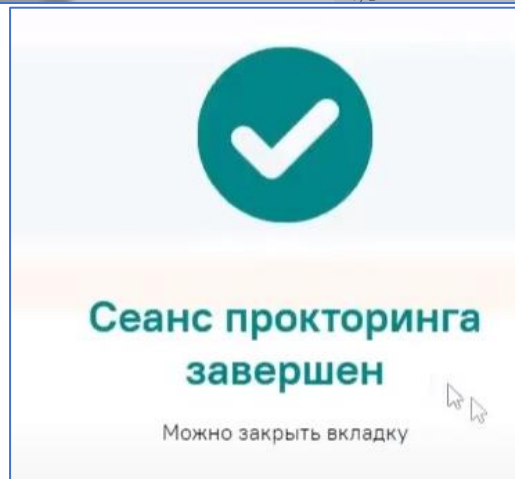 Сеанс прокторинга
завершен
Можно закрыть вкладку